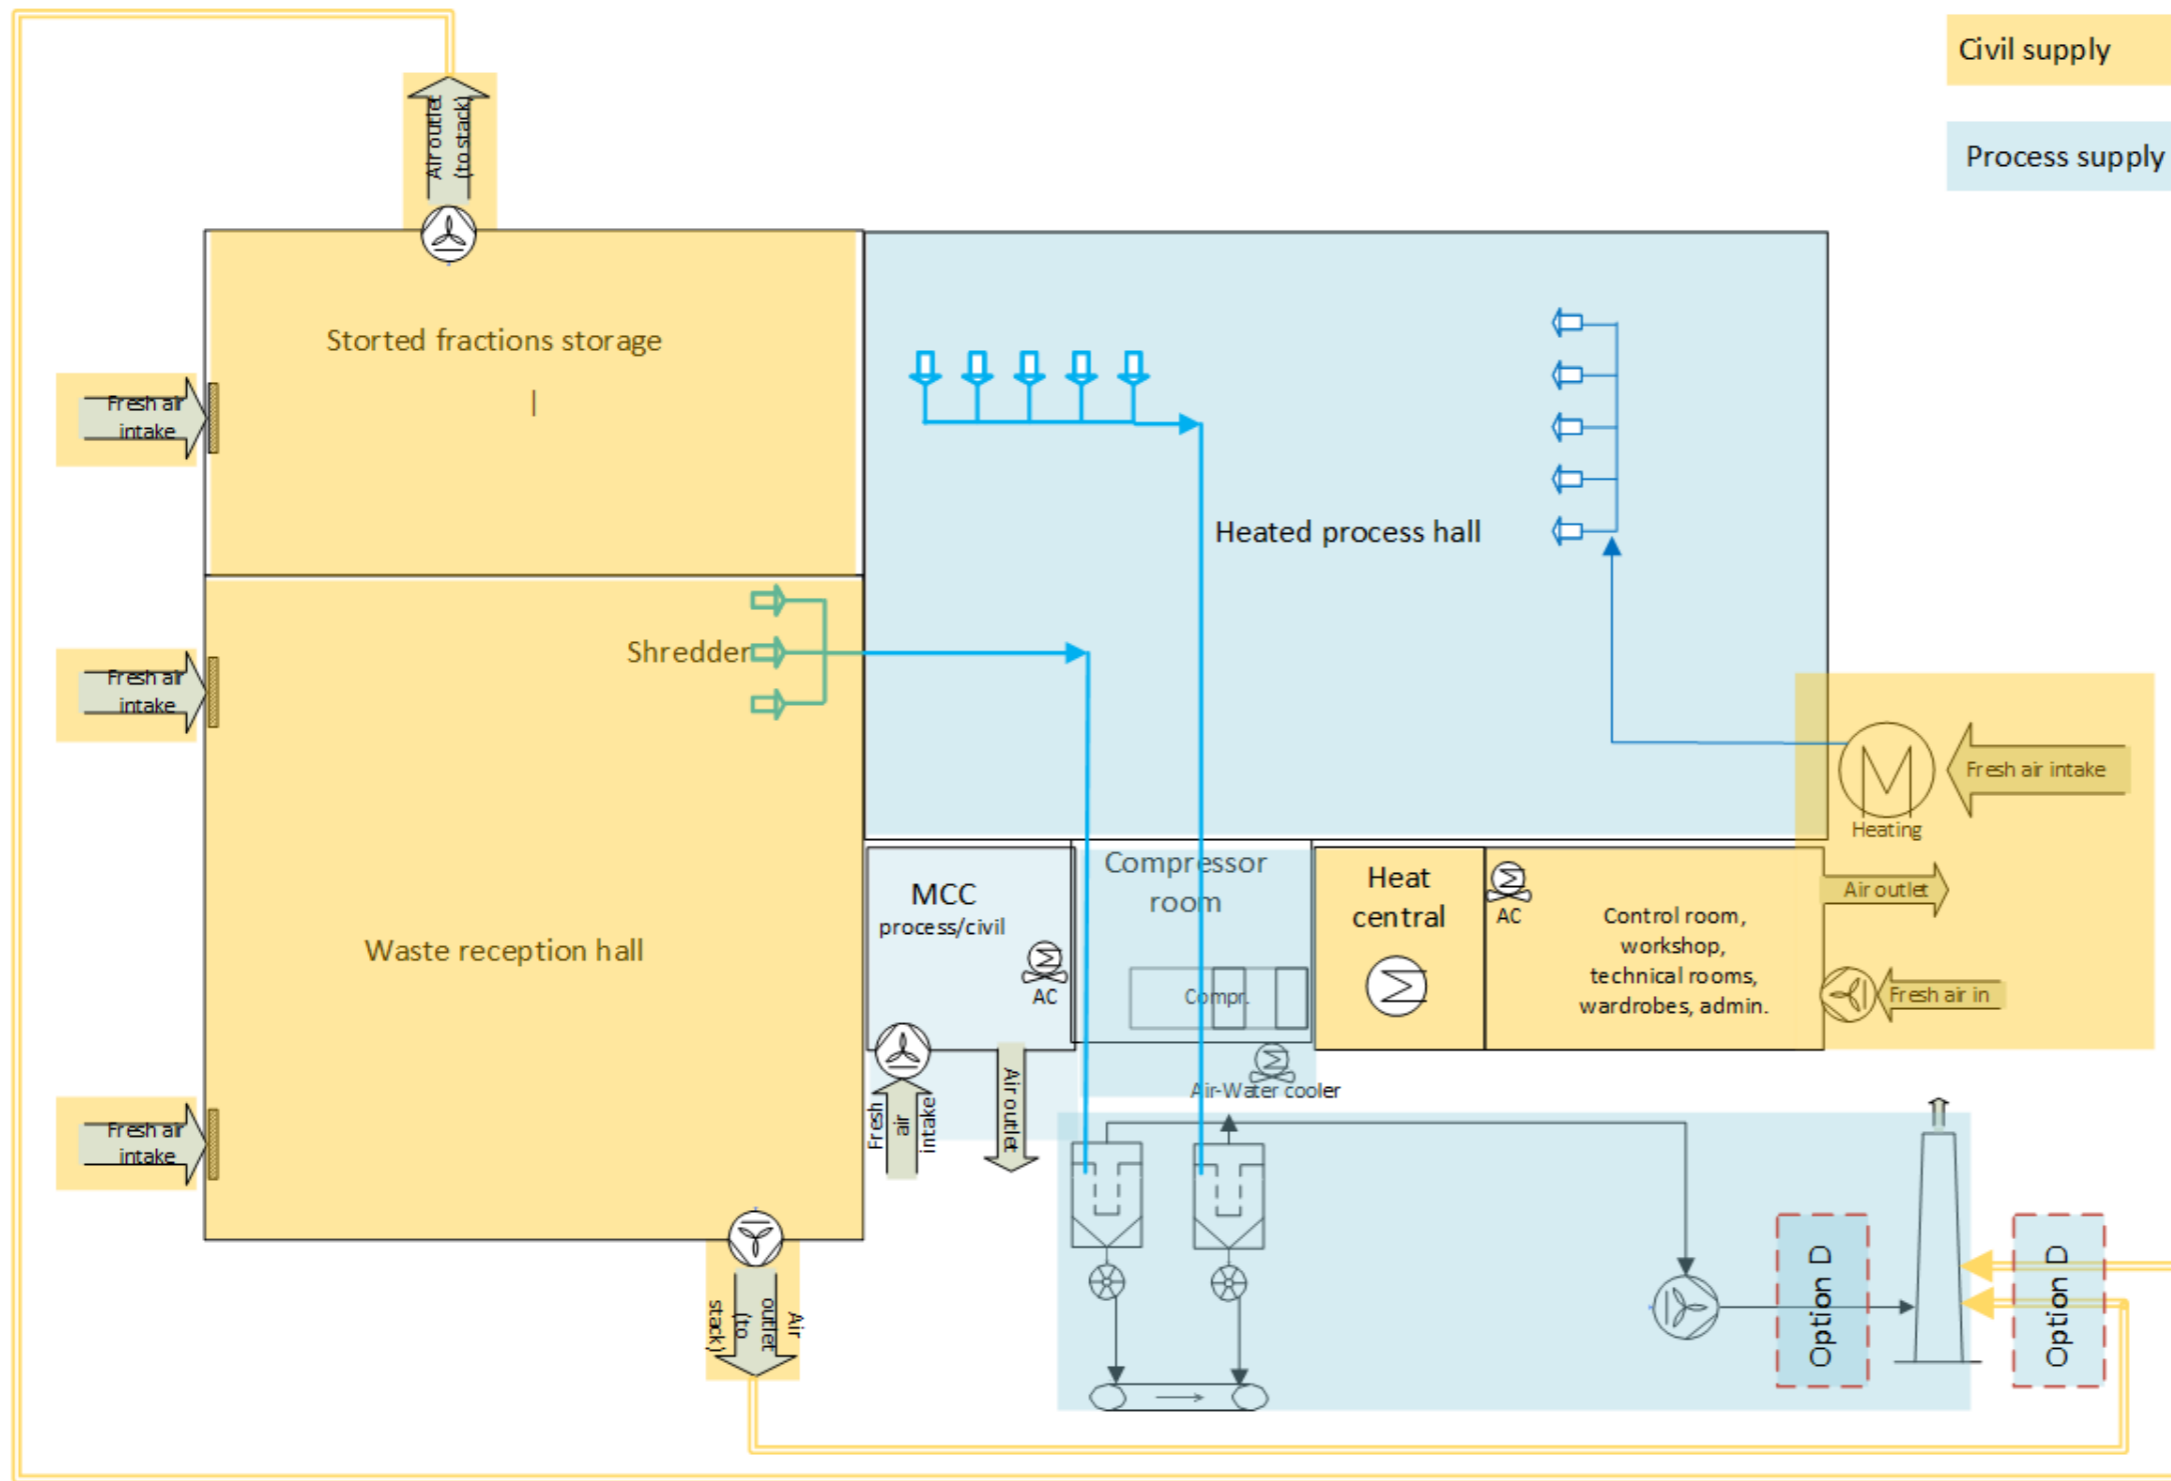 Civil supply
Process supply
Air outlet
(to stack)
Storted fractions storage
|
Fresh air
intake
Heated process hall
Shredder
Fresh air
intake
Fresh air intake
Heating
Compressor
room
MCC
process/civil
AC
Heat
central
AC
Air outlet
Control room,
workshop,
technical rooms,
wardrobes, admin.
Fresh air in
Waste reception hall
Compr.
Air-Water cooler
Fresh
air
intake
Air outlet
Fresh air
intake
Air
outlet
(to
stack)
Option D
Option D